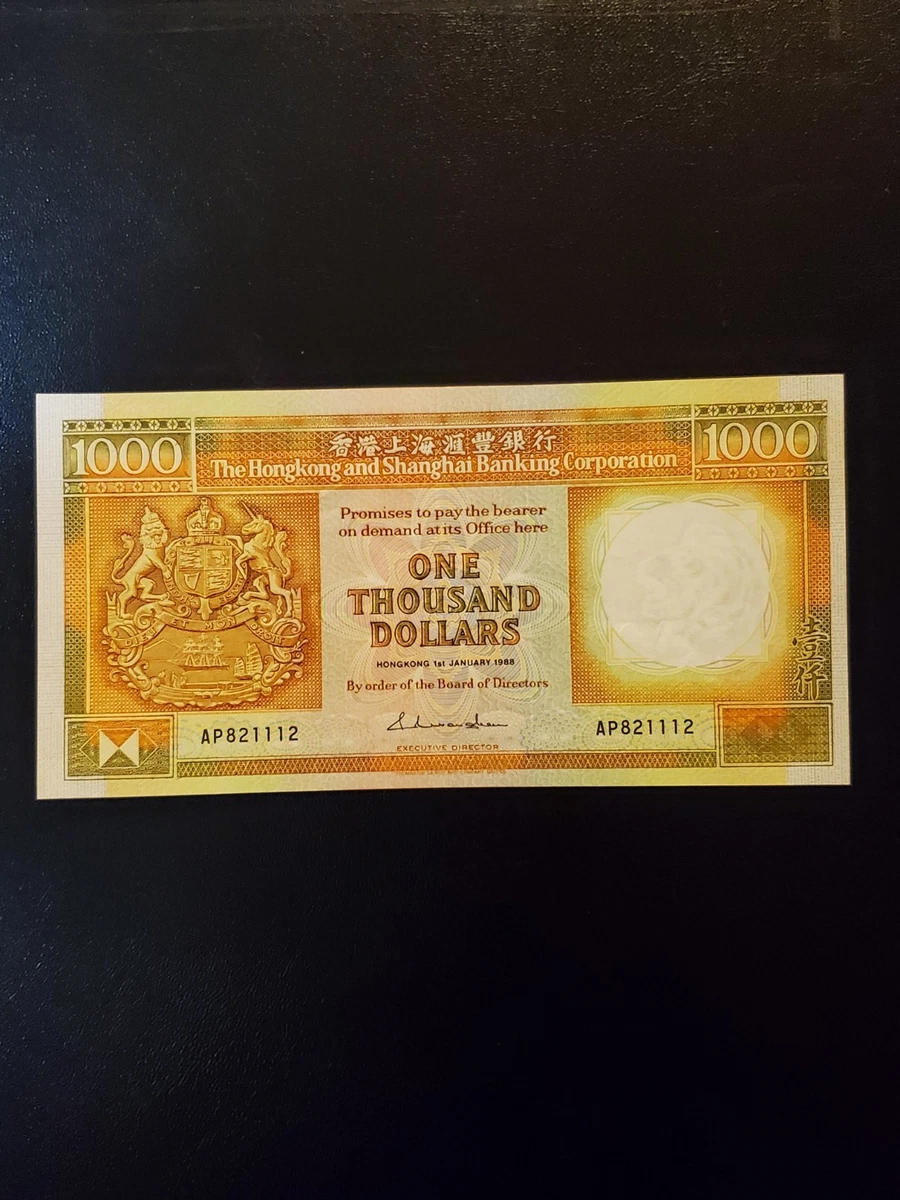 1000
香港上海滙豐銀行
1000
The Hongkong and Shanghai Banking Corporation
Promises to pay the bearer
on demand at its Office here
ONE
THOUSAND
DOLLARS
HONGKONG 1st JANUARY 1988
By order of the Board of Directors
AP821112
AP821112
EXECUTIVE DIRECTOR